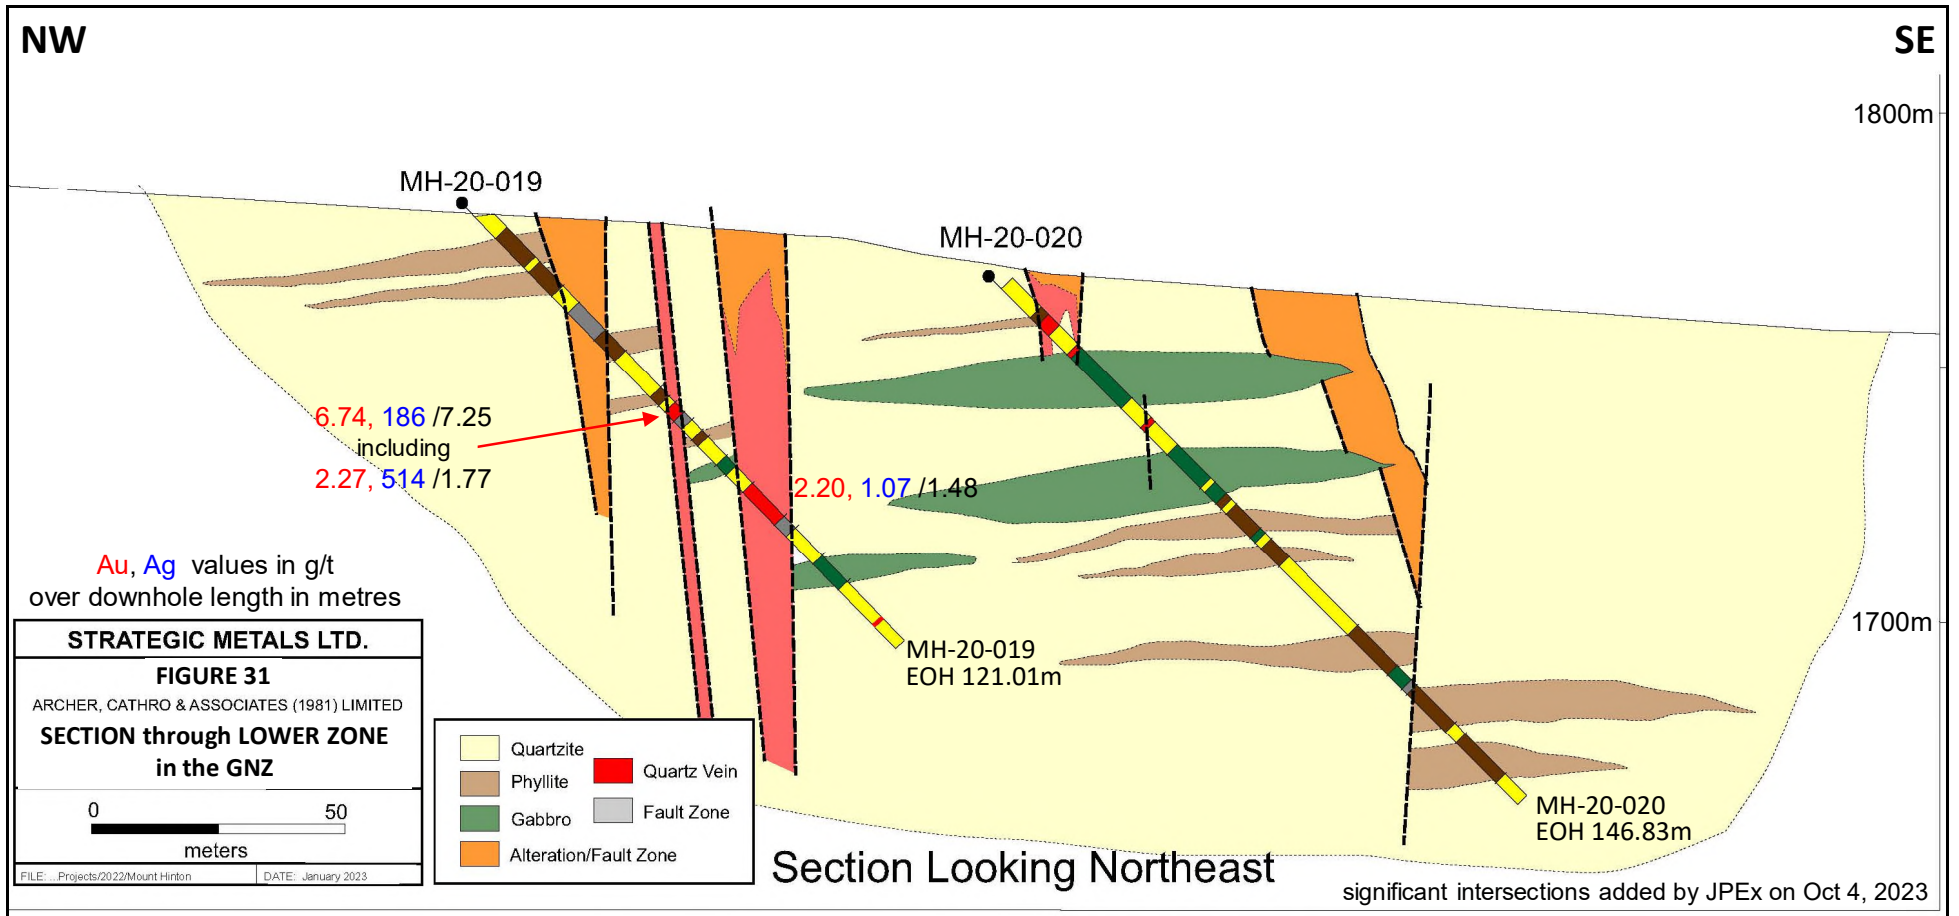 NW
SE
1800m
MH-20-019
MH-20-020
6.74, 186 /7.25
including
2.27, 514 /1.77
2.20, 1.07 /1.48
Au, Ag values in g/t
over downhole length in metres
1700m
MH-20-019
EOH 121.01m
MH-20-020
EOH 146.83m
STRATEGIC METALS LTD.
FIGURE 31
ARCHER, CATHRO & ASSOCIATES (1981) LIMITED
SECTION through LOWER ZONE
in the GNZ
0 50
meters
FILE: ...Projects/2022/Mount Hinton DATE: January 2023
Quartzite
Phyllite
Gabbro
Alteration/Fault Zone
Quartz Vein
Fault Zone
Section Looking Northeast
significant intersections added by JPEx on Oct 4, 2023